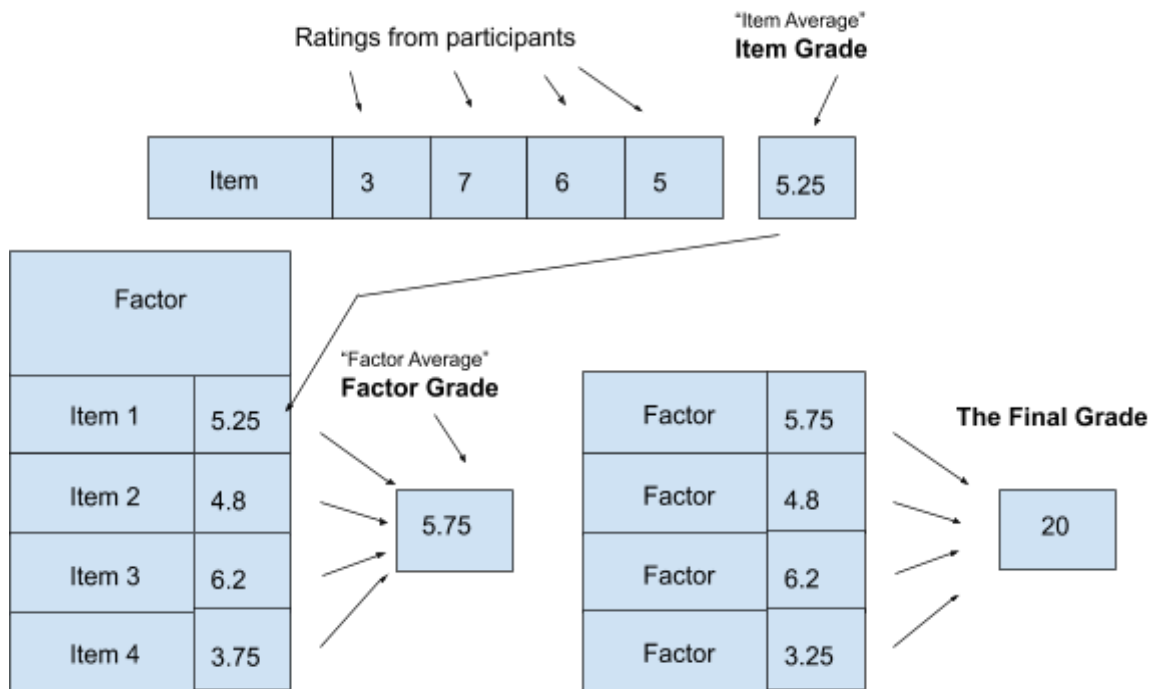 Ratings from participants
"Item Average"
Item Grade
Item 3 7 6 5 5.25
Factor
Item 1 5.25
Item 2 4.8
Item 3 6.2
Item 4 3.75
"Factor Average"
Factor Grade
5.75
Factor 5.75
Factor 4.8
Factor 6.2
Factor 3.25
The Final Grade
20